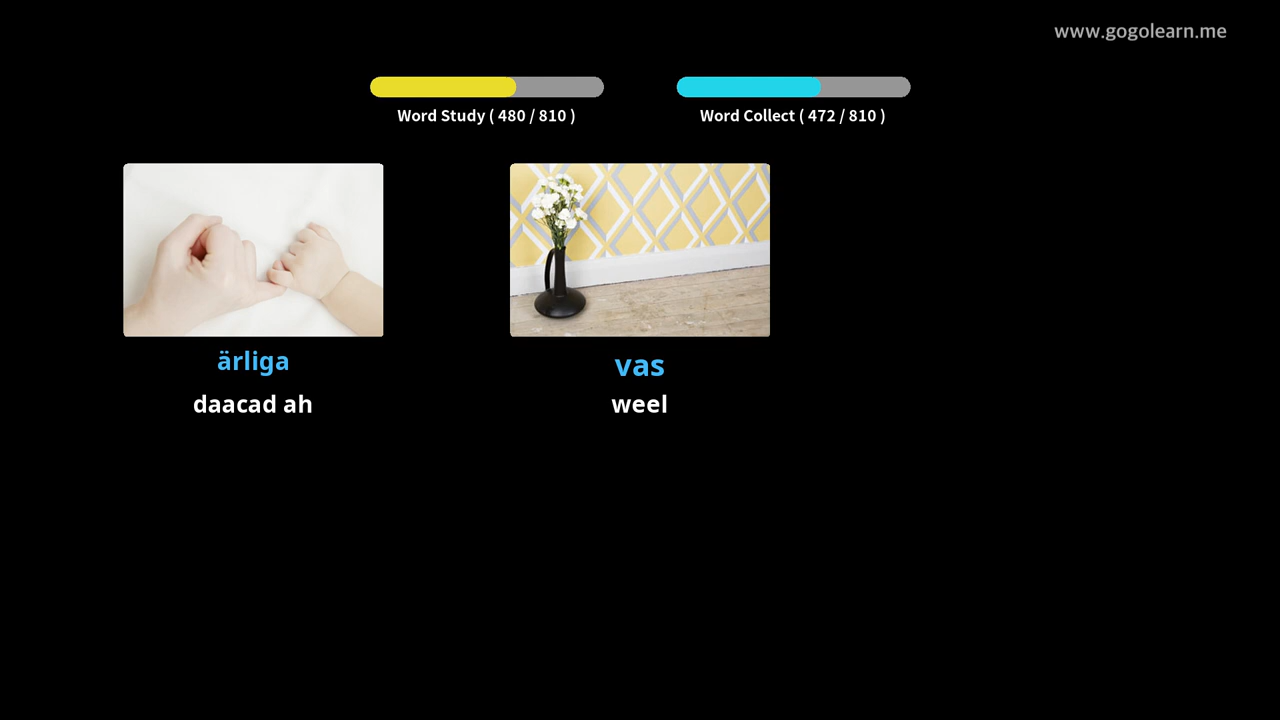 www.gogolearn.me
Word Study ( 480 / 810 )
Word Collect ( 472 / 810 )
ärliga
daacad ah
vas
weel